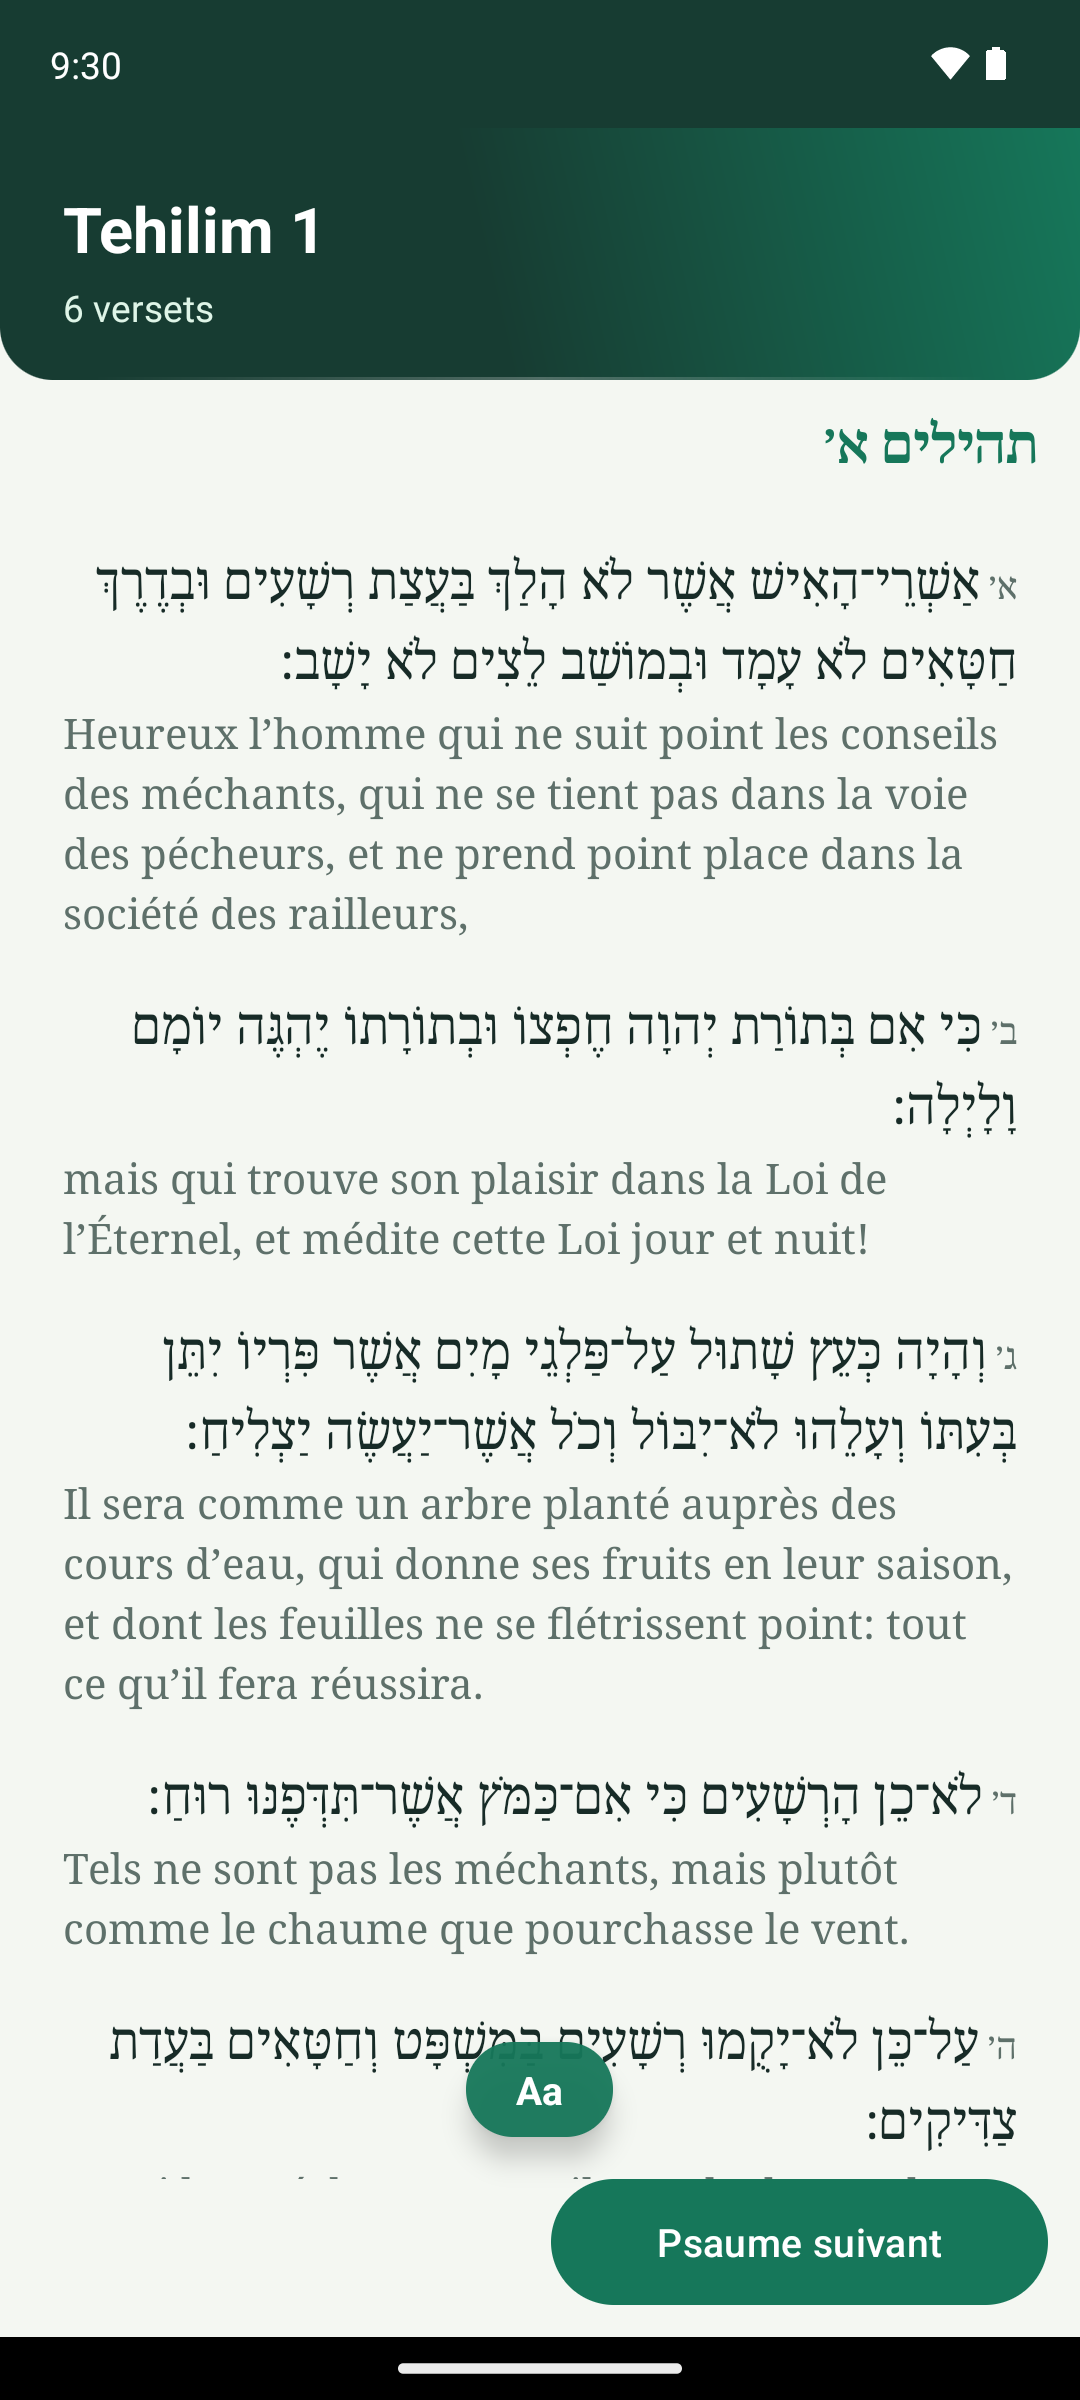 9:30
Tehilim 1
6 versets
תהילים א׳
א׳ אַשְׁרֵי־הָאִישׁ אֲשֶׁר לֹא הָלַךְ בַּעֲצַת רְשָׁעִים וּבְדֶרֶךְ
חַטָּאִים לֹא עָמָד וּבְמוֹשַׁב לֵצִים לֹא יָשָׁב׃
Heureux l’homme qui ne suit point les conseils
des méchants, qui ne se tient pas dans la voie
des pécheurs, et ne prend point place dans la
société des railleurs,
ב׳ כִּי אִם בְּתוֹרַת יְהוָה חֶפְצוֹ וּבְתוֹרָתוֹ יֶהְגֶּה יוֹמָם
וָלָיְלָה׃
mais qui trouve son plaisir dans la Loi de
l’Éternel, et médite cette Loi jour et nuit!
ג׳ וְהָיָה כְּעֵץ שָׁתוּל עַל־פַּלְגֵי מָיִם אֲשֶׁר פִּרְיוֹ יִתֵּן
בְּעִתּוֹ וְעָלֵהוּ לֹא־יִבּוֹל וְכֹל אֲשֶׁר־יַעֲשֶׂה יַצְלִיחַ׃
Il sera comme un arbre planté auprès des
cours d’eau, qui donne ses fruits en leur saison,
et dont les feuilles ne se flétrissent point: tout
ce qu’il fera réussira.
ד׳ לֹא־כֵן הָרְשָׁעִים כִּי אִם־כַּמֹּץ אֲשֶׁר־תִּדְּפֶנּוּ רוּחַ׃
Tels ne sont pas les méchants, mais plutôt
comme le chaume que pourchasse le vent.
ה׳ עַל־כֵּן לֹא־יָקֻמוּ רְשָׁעִים בַּמִּשְׁפָּט וְחַטָּאִים בַּעֲדַת
צַדִּיקִים׃
Aa
Psaume suivant